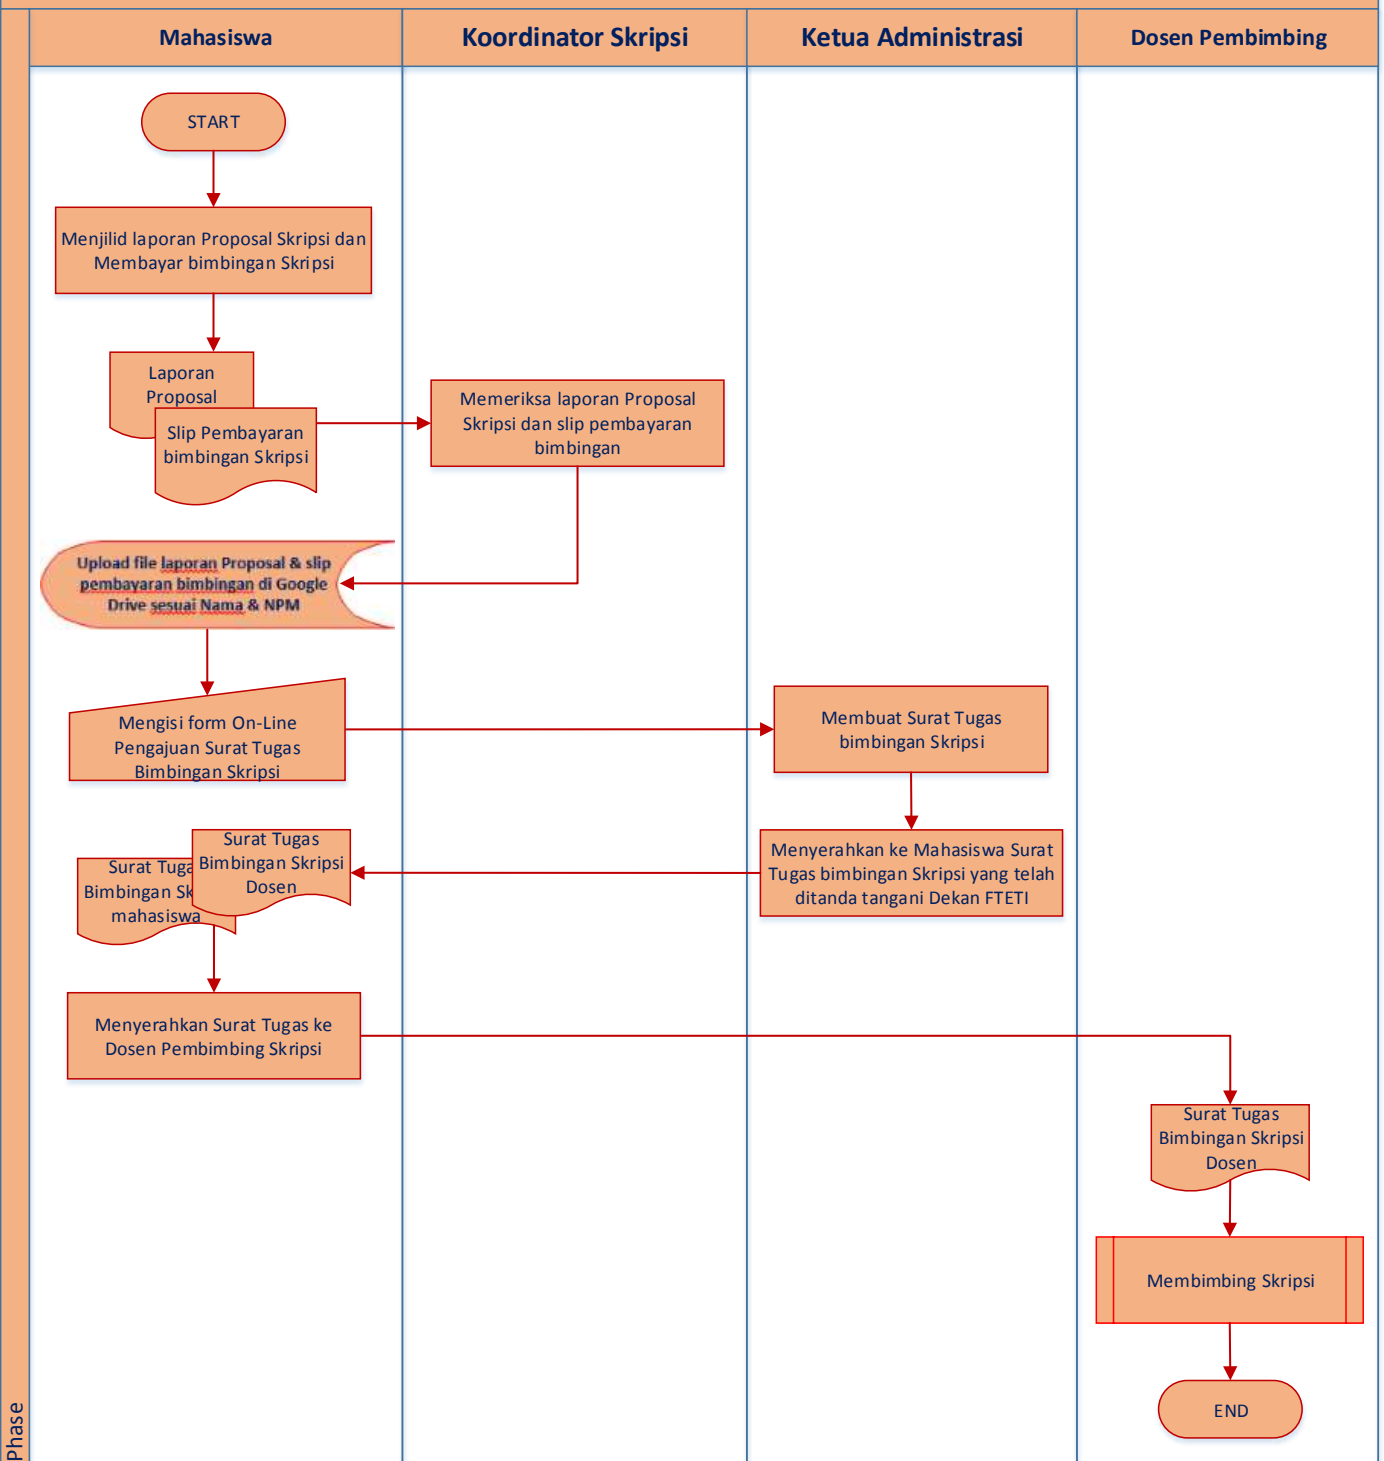 Mahasiswa
Koordinator Skripsi
Ketua Administrasi
Dosen Pembimbing
START
Menjilid laporan Proposal Skripsi dan
Membayar bimbingan Skripsi
Laporan
Proposal
Slip Pembayaran
bimbingan Skripsi
Memeriksa laporan Proposal
Skripsi dan slip pembayaran
bimbingan
Upload file laporan Proposal & slip
pembayaran bimbingan di Google
Drive sesuai Nama & NPM
Mengisi form On-Line
Pengajuan Surat Tugas
Bimbingan Skripsi
Membuat Surat Tugas
bimbingan Skripsi
Menyerahkan ke Mahasiswa Surat
Tugas bimbingan Skripsi yang telah
ditanda tangani Dekan FTETI
Surat Tugas
Bimbingan Skripsi
Dosen
Surat Tuga
Bimbingan Sk
mahasiswa
Menyerahkan Surat Tugas ke
Dosen Pembimbing Skripsi
Surat Tugas
Bimbingan Skripsi
Dosen
Membimbing Skripsi
END
Phase